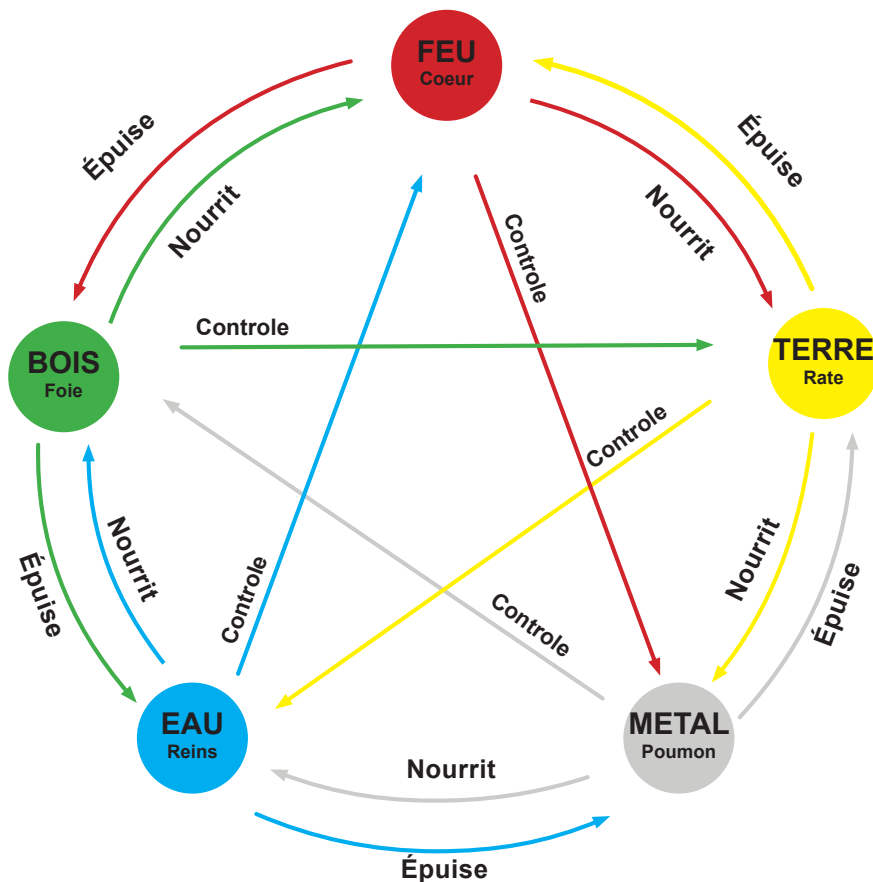 FEU
Coeur
Épuise
Nourrit
Épuise
Nourrit
Controle
Controle
BOIS
Foie
TERRE
Rate
Controle
Nourrit
Épuise
Controle
Controle
Nourrit
Épuise
EAU
Reins
METAL
Poumon
Nourrit
Épuise